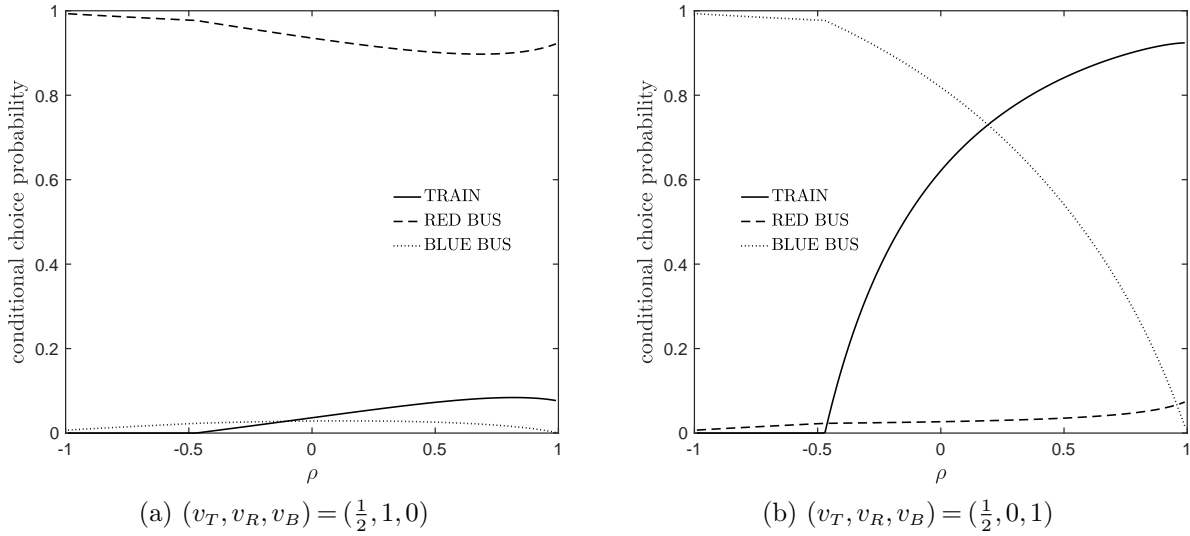 conditional choice probability
1
0.8
0.6
0.4
0.2
0
TRAIN
RED BUS
BLUE BUS
-1
-0.5
0
0.5
1
ρ
(a) (v_T, v_R, v_B) = (1/2, 1, 0)
conditional choice probability
1
0.8
0.6
0.4
0.2
0
TRAIN
RED BUS
BLUE BUS
-1
-0.5
0
0.5
1
ρ
(b) (v_T, v_R, v_B) = (1/2, 0, 1)